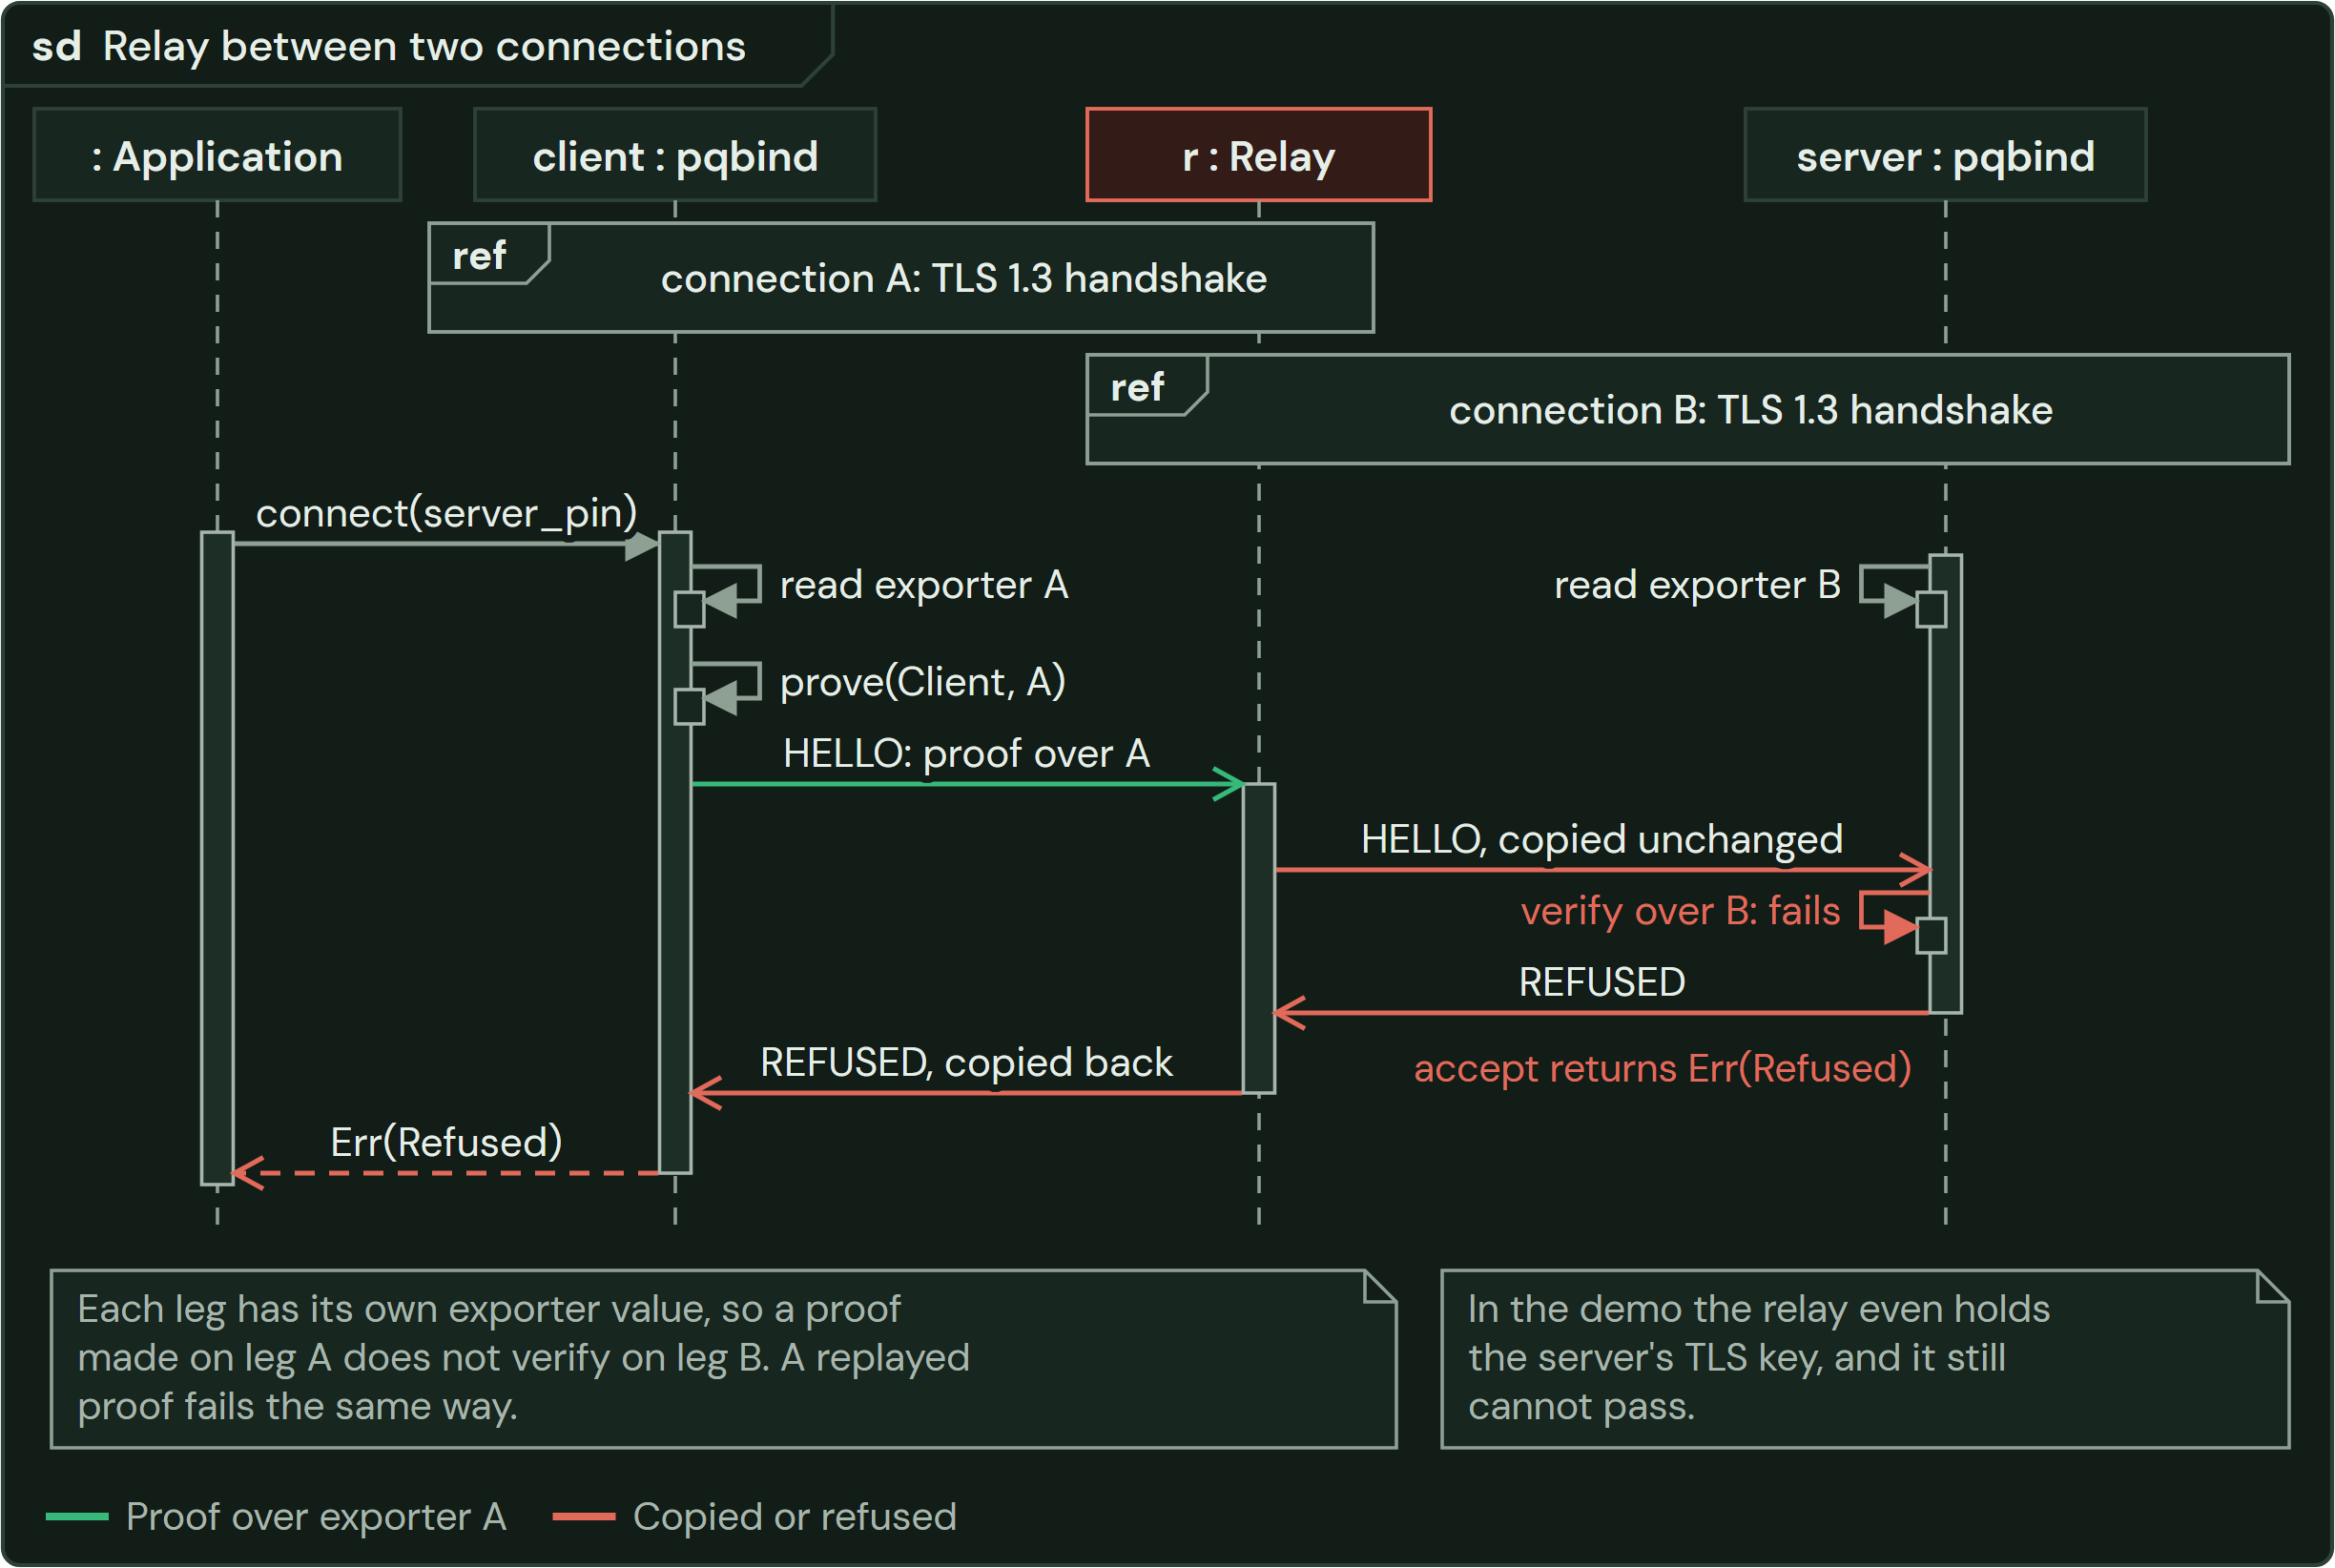 sd Relay between two connections
: Application
client : pqbind
r : Relay
server : pqbind
ref
connection A: TLS 1.3 handshake
ref
connection B: TLS 1.3 handshake
connect(server_pin)
read exporter A
read exporter B
prove(Client, A)
HELLO: proof over A
HELLO, copied unchanged
verify over B: fails
REFUSED
REFUSED, copied back
accept returns Err(Refused)
Err(Refused)
Each leg has its own exporter value, so a proof
made on leg A does not verify on leg B. A replayed
proof fails the same way.
In the demo the relay even holds
the server's TLS key, and it still
cannot pass.
Proof over exporter A
Copied or refused